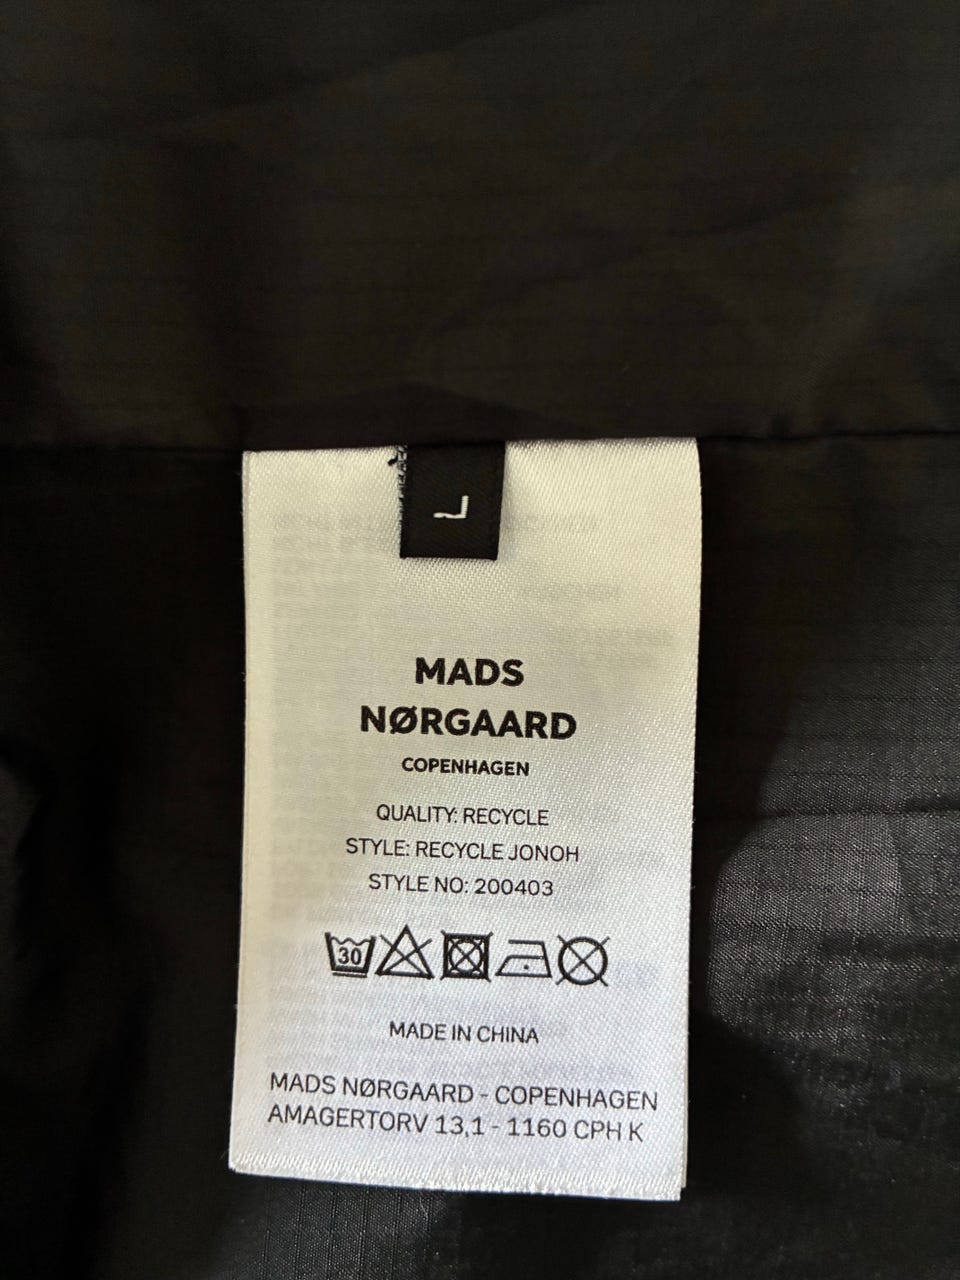 L
MADS
NØRGAARD
COPENHAGEN
QUALITY: RECYCLE
STYLE: RECYCLE JONOH
STYLE NO: 200403
30
MADE IN CHINA
MADS NØRGAARD - COPENHAGEN
AMAGERTORV 13,1 - 1160 CPH K